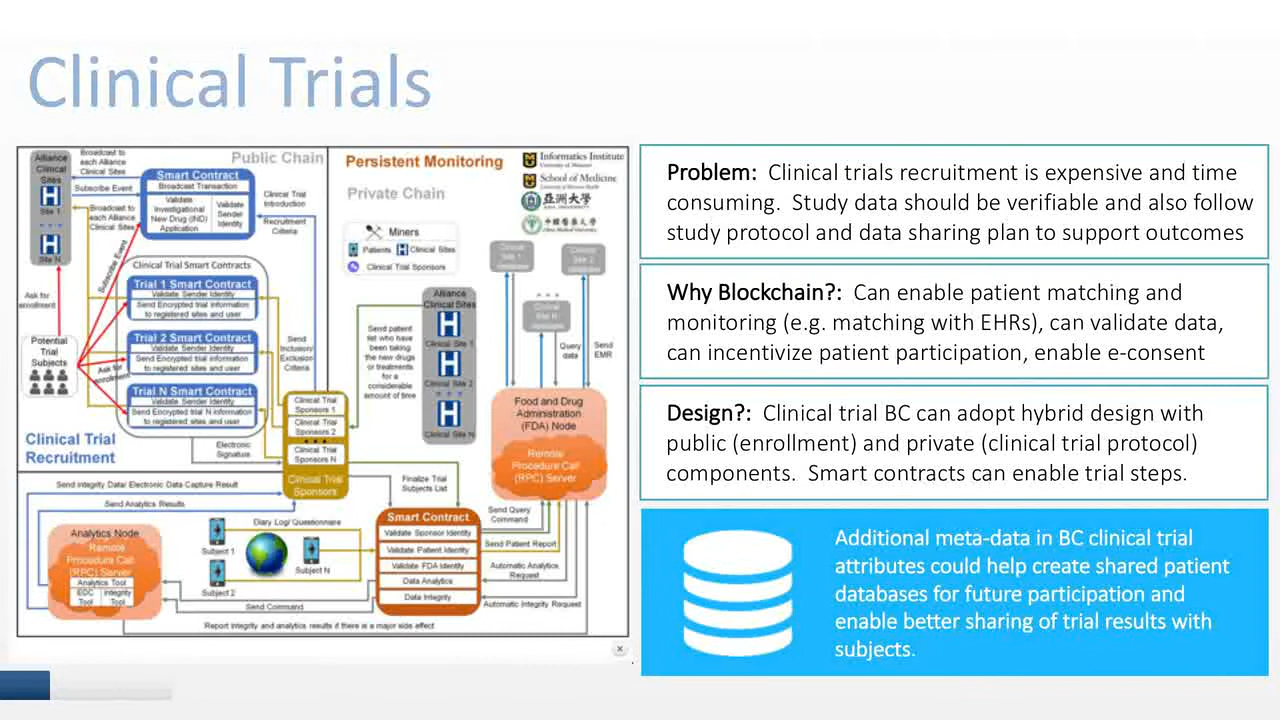 Clinical Trials
Public Chain
Alliance
Clinical
Sites
Site 1
Site N
Broadcast to
each Alliance
Clinical Sites
Subscribe Event
Broadcast to
each Alliance
Clinical Sites
Subscribe Event
Smart Contract
Broadcast Transaction
Validate
Investigational
New Drug (IND)
Application
Validate
Sender
Identity
Clinical Trial
Introduction
Recruitment
Criteria
Ask for
enrollment
Potential
Trial
Subjects
Ask for
enrollment
Clinical Trial Smart Contracts
Trial 1 Smart Contract
Validate Sender Identity
Send Encrypted trial information
to registered sites and user
Trial 2 Smart Contract
Validate Sender Identity
Send Encrypted trial information
to registered sites and user
Trial N Smart Contract
Validate Sender Identity
Send Encrypted trial N information
to registered sites and user
Send
Inclusion/
Exclusion
Criteria
Clinical Trial
Recruitment
Electronic
Signature
Clinical Trial
Sponsors 1
Clinical Trial
Sponsors 2
Clinical Trial
Sponsors N
Clinical Trial
Sponsors
Persistent Monitoring
Private Chain
Informatics Institute
University of Missouri
School of Medicine
University of Missouri Health
亞洲大學
ASIA UNIVERSITY
中國醫藥大學
China Medical University
Miners
Patients
Clinical Sites
Clinical Trial Sponsors
Clinical
Site 1
database
Clinical
Site 2
database
Clinical
Site N
database
Alliance
Clinical Sites
Clinical Site 1
Clinical Site 2
Clinical Site N
Send patient
list who have
been taking
the new drugs
or treatments
for a
considerable
amount of time
Query
data
Send
EMR
Food and Drug
Administration
(FDA) Node
Remote
Procedure Call
(RPC) Server
Send integrity Data/ Electronic Data Capture Result
Send Analytics Results
Finalize Trial
Subjects List
Analytics Node
Remote
Procedure Call
(RPC) Server
Analytics Tool
EDC Tool
Integrity Tool
Diary Log/ Questionnaire
Subject 1
Subject N
Subject 2
Send Command
Smart Contract
Validate Sponsor Identity
Validate Patient Identity
Validate FDA Identity
Data Analytics
Data Integrity
Send Query
Command
Send Patient Report
Automatic Analytics
Request
Automatic Integrity Request
Report integrity and analytics results if there is a major side effect
Problem: Clinical trials recruitment is expensive and time
consuming. Study data should be verifiable and also follow
study protocol and data sharing plan to support outcomes
Why Blockchain?: Can enable patient matching and
monitoring (e.g. matching with EHRs), can validate data,
can incentivize patient participation, enable e-consent
Design?: Clinical trial BC can adopt hybrid design with
public (enrollment) and private (clinical trial protocol)
components. Smart contracts can enable trial steps.
Additional meta-data in BC clinical trial
attributes could help create shared patient
databases for future participation and
enable better sharing of trial results with
subjects.